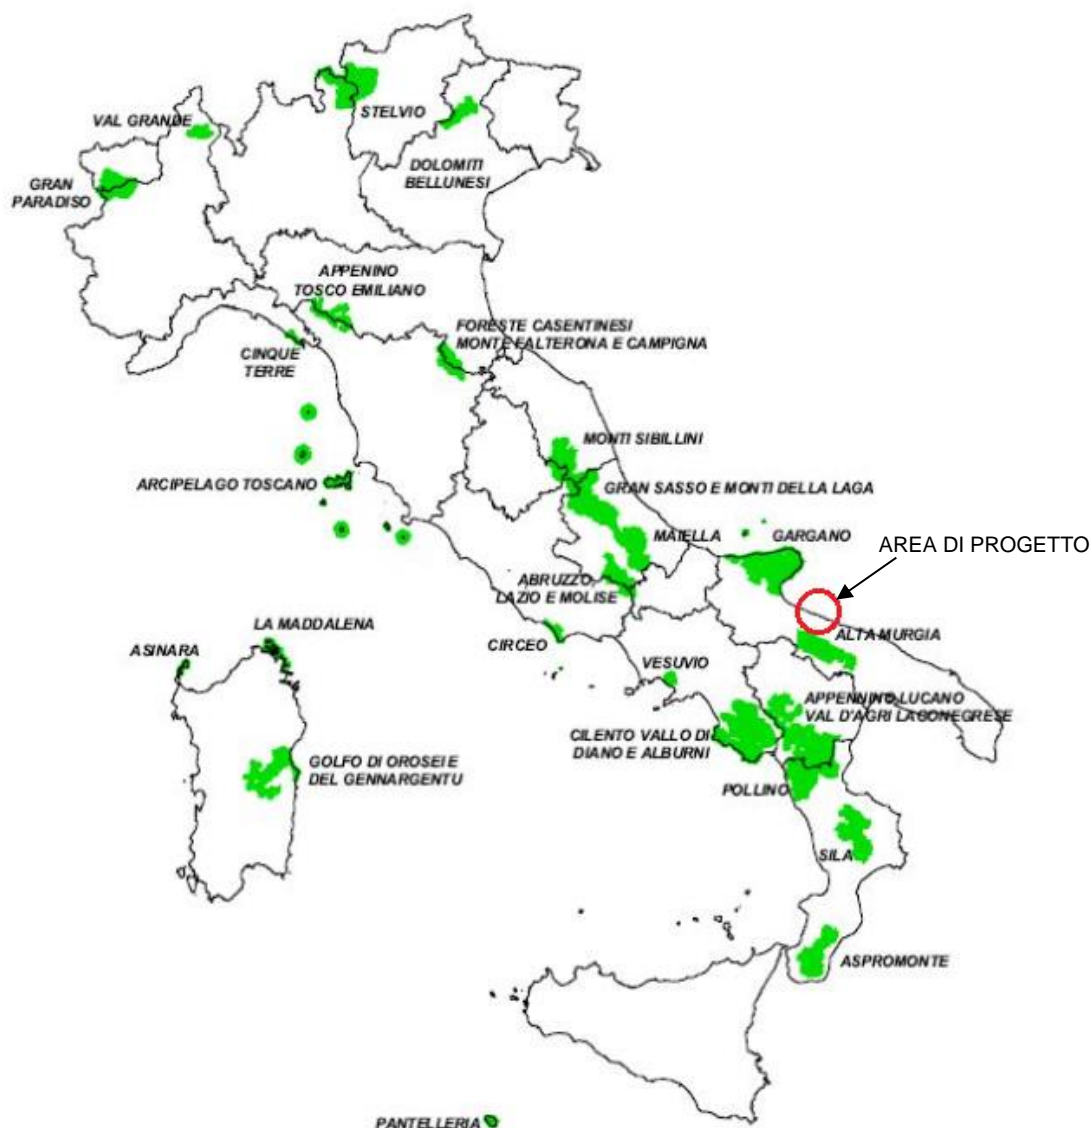 STELVIO
VAL GRANDE
DOLOMITI
BELLUNESI
GRAN
PARADISO
APPENINO
TOSCO EMILIANO
FORESTE CASENTINESI
MONTE FALTERONA E CAMPIGNA
CINQUE
TERRE
MONTI SIBILLINI
ARCIPELAGO TOSCANO
GRAN SASSO E MONTI DELLA LAGA
MAIELLA
GARGANO
AREA DI PROGETTO
ABRUZZO,
LAZIO E MOLISE
LA MADDALENA
ASINARA
CIRCEO
ALTA MURGIA
VESUVIO
APPENNINO LUCANO
VAL D'AGRI LAGONEGRESE
CILENTO VALLO DI
DIANO E ALBURNI
GOLFO DI OROSEI E
DEL GENNARGENTU
POLLINO
SILA
ASPROMONTE
PANTELLERIA